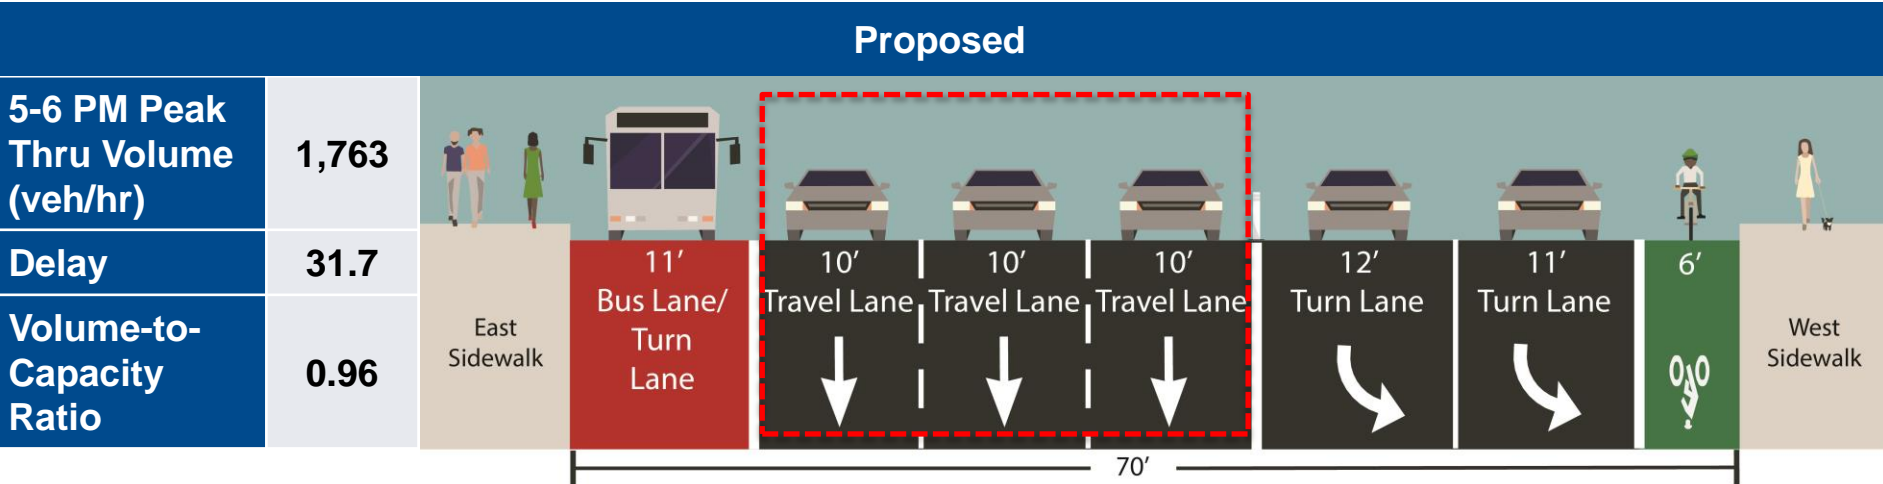 Proposed
5-6 PM Peak
Thru Volume
(veh/hr)
1,763
Delay
31.7
Volume-to-
Capacity
Ratio
0.96
East
Sidewalk
11′
Bus Lane/
Turn
Lane
10′
Travel Lane
10′
Travel Lane
10′
Travel Lane
12′
Turn Lane
11′
Turn Lane
6′
West
Sidewalk
70′